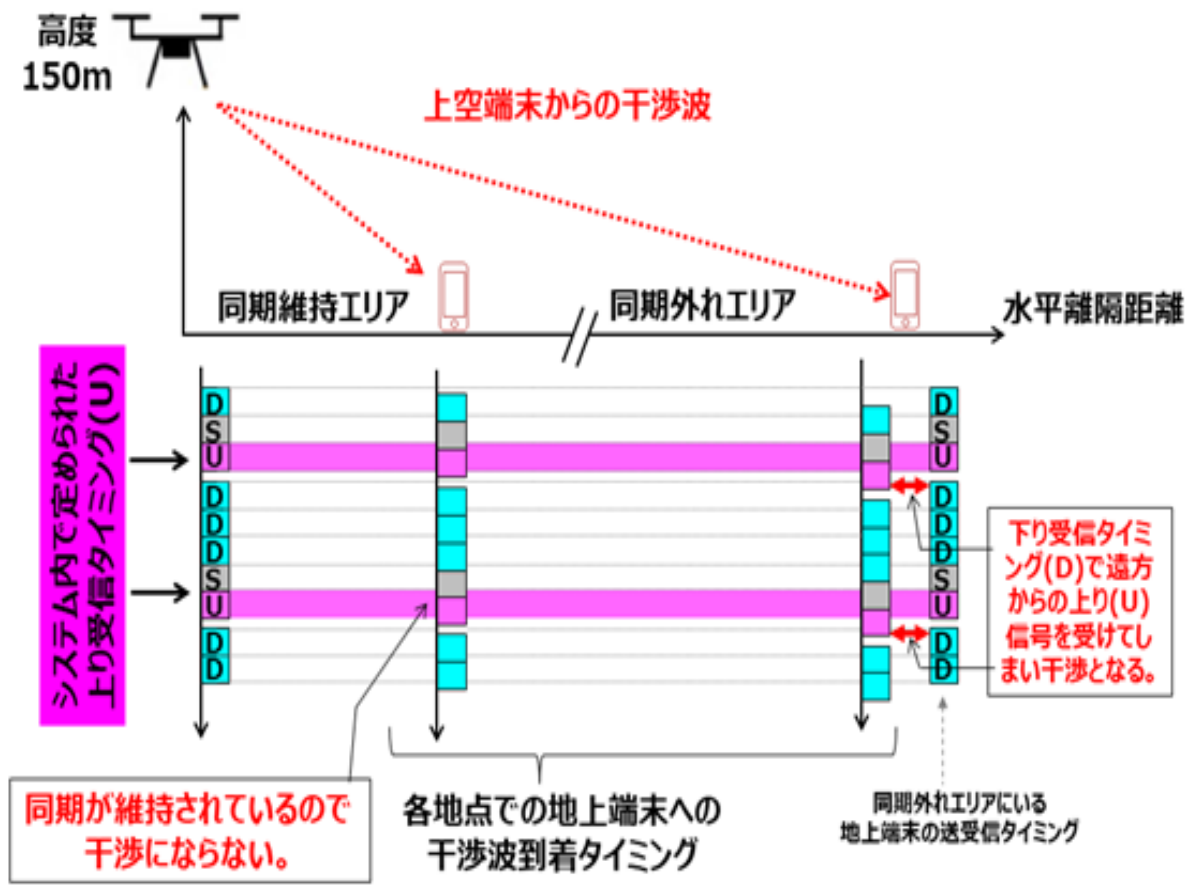 高度
150m
上空端末からの干渉波
同期維持エリア
同期外れエリア
水平離隔距離
システム内で定められた
上り受信タイミング(U)
D
S
U
D
D
D
S
U
D
D
D
S
U
D
D
D
S
U
D
D
下り受信タイミ
ング(D)で遠方
からの上り(U)
信号を受けてし
まい干渉となる。
同期が維持されているので
干渉にならない。
各地点での地上端末への
干渉波到着タイミング
同期外れエリアにいる
地上端末の送受信タイミング